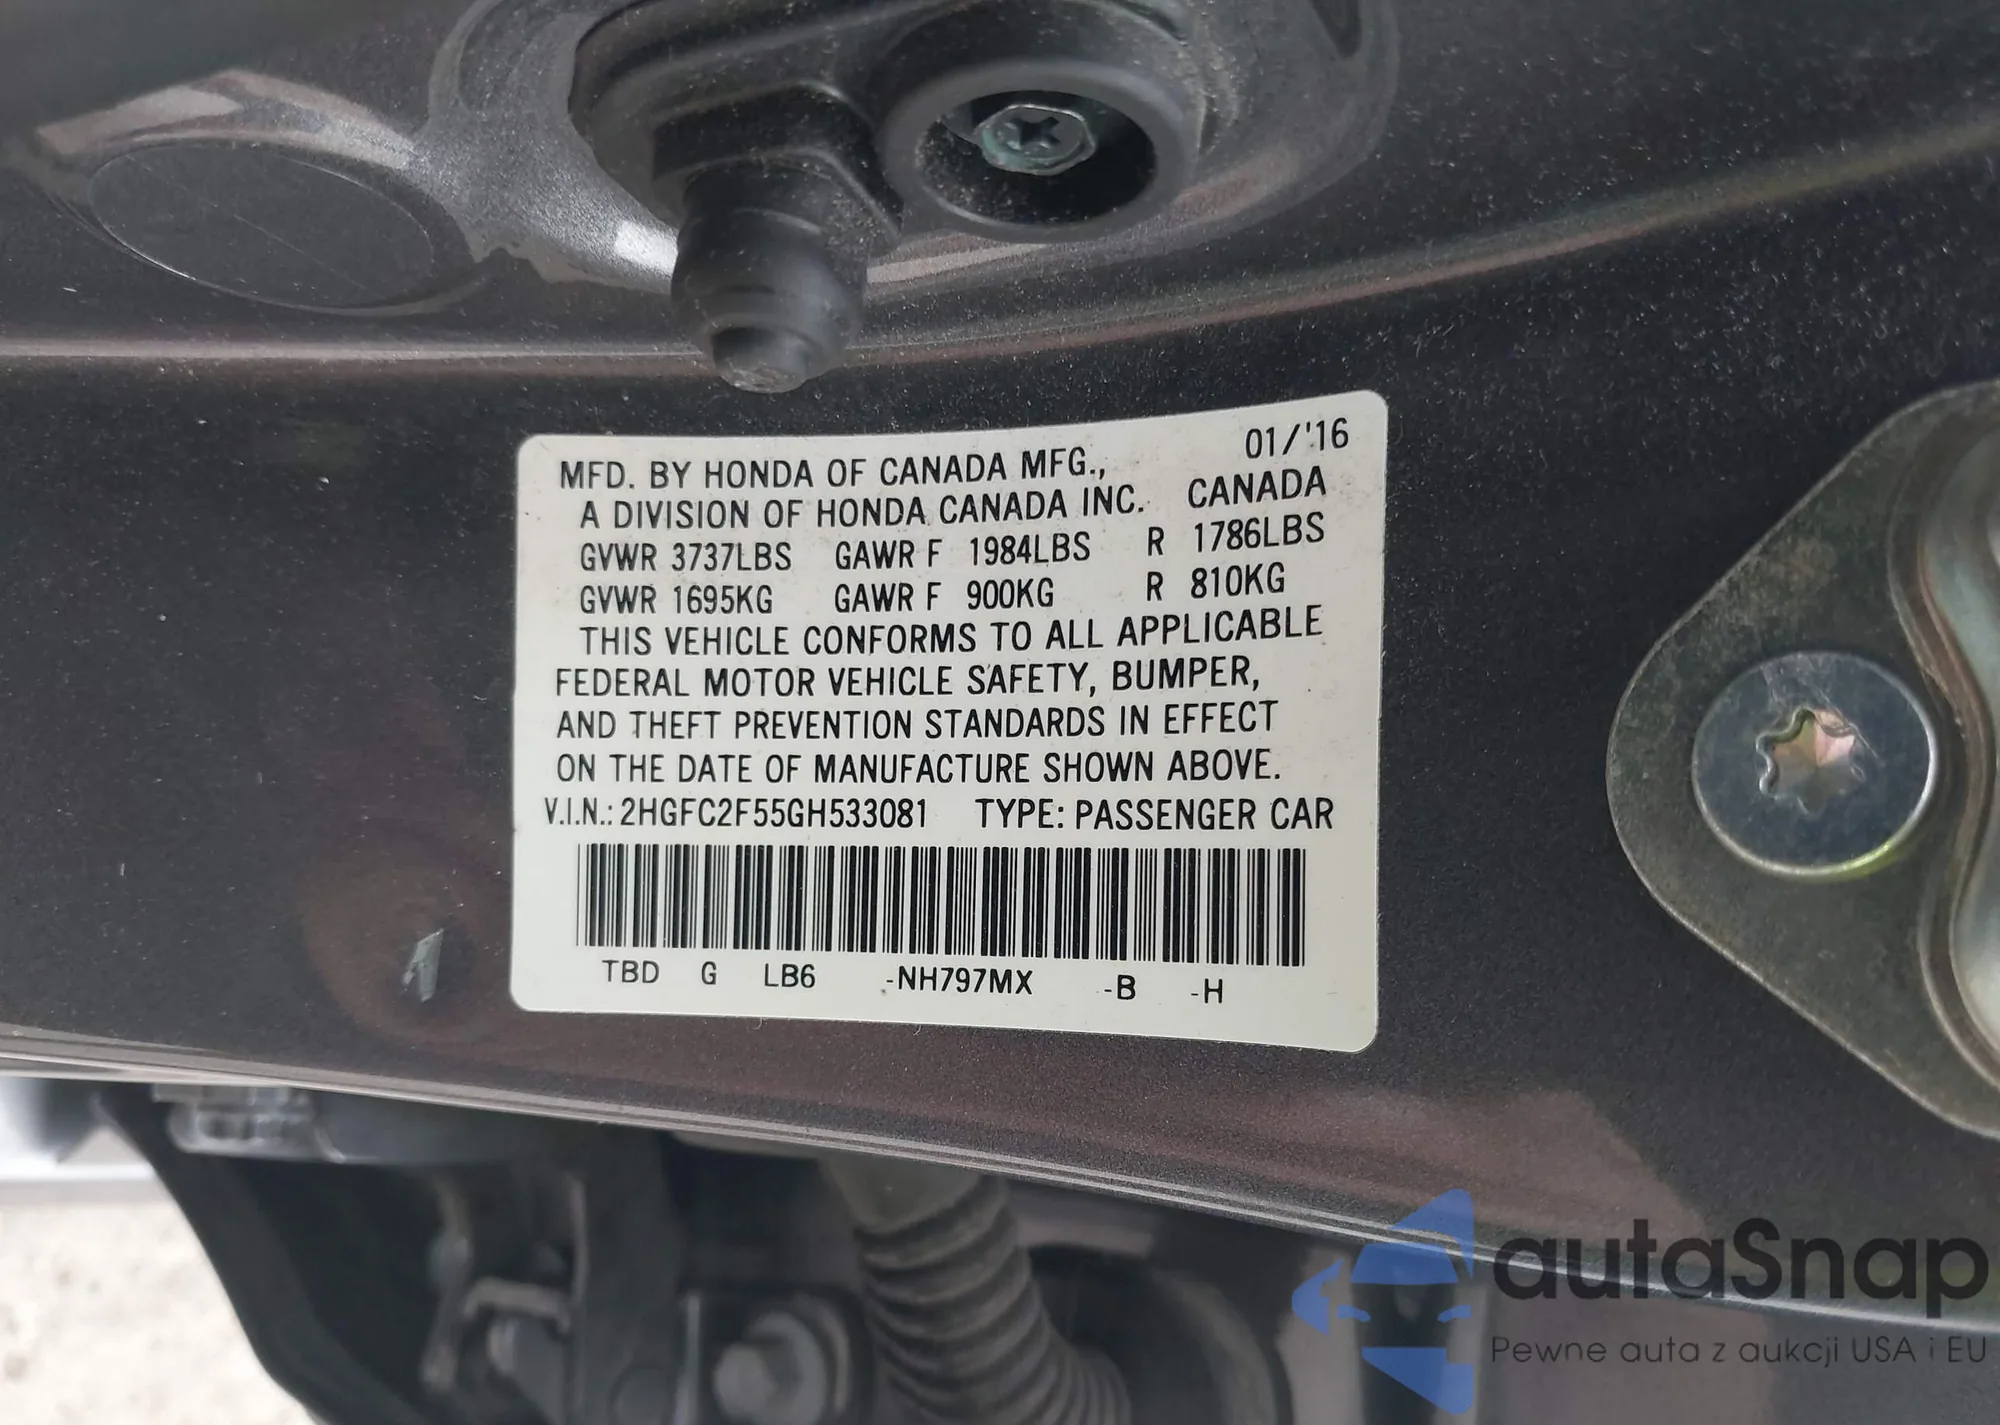 01/'16
MFD. BY HONDA OF CANADA MFG.,
A DIVISION OF HONDA CANADA INC. CANADA
GVWR 3737LBS GAWR F 1984LBS R 1786LBS
GVWR 1695KG GAWR F 900KG R 810KG
THIS VEHICLE CONFORMS TO ALL APPLICABLE
FEDERAL MOTOR VEHICLE SAFETY, BUMPER,
AND THEFT PREVENTION STANDARDS IN EFFECT
ON THE DATE OF MANUFACTURE SHOWN ABOVE.
V.I.N.: 2HGFC2F55GH533081 TYPE: PASSENGER CAR
TBD G LB6 -NH797MX -B -H
autaSnap
Pewne auta z aukcji USA i EU